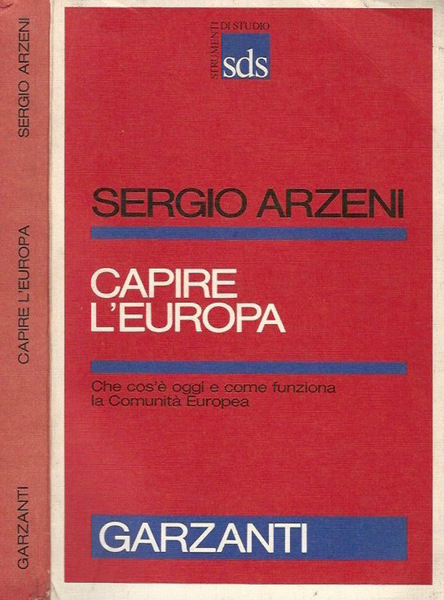 SERGIO ARZENI
CAPIRE L'EUROPA
GARZANTI
STRUMENTI
DI STUDIO
sds
SERGIO ARZENI
CAPIRE
L'EUROPA
Che cos'è oggi e come funziona
la Comunità Europea
GARZANTI